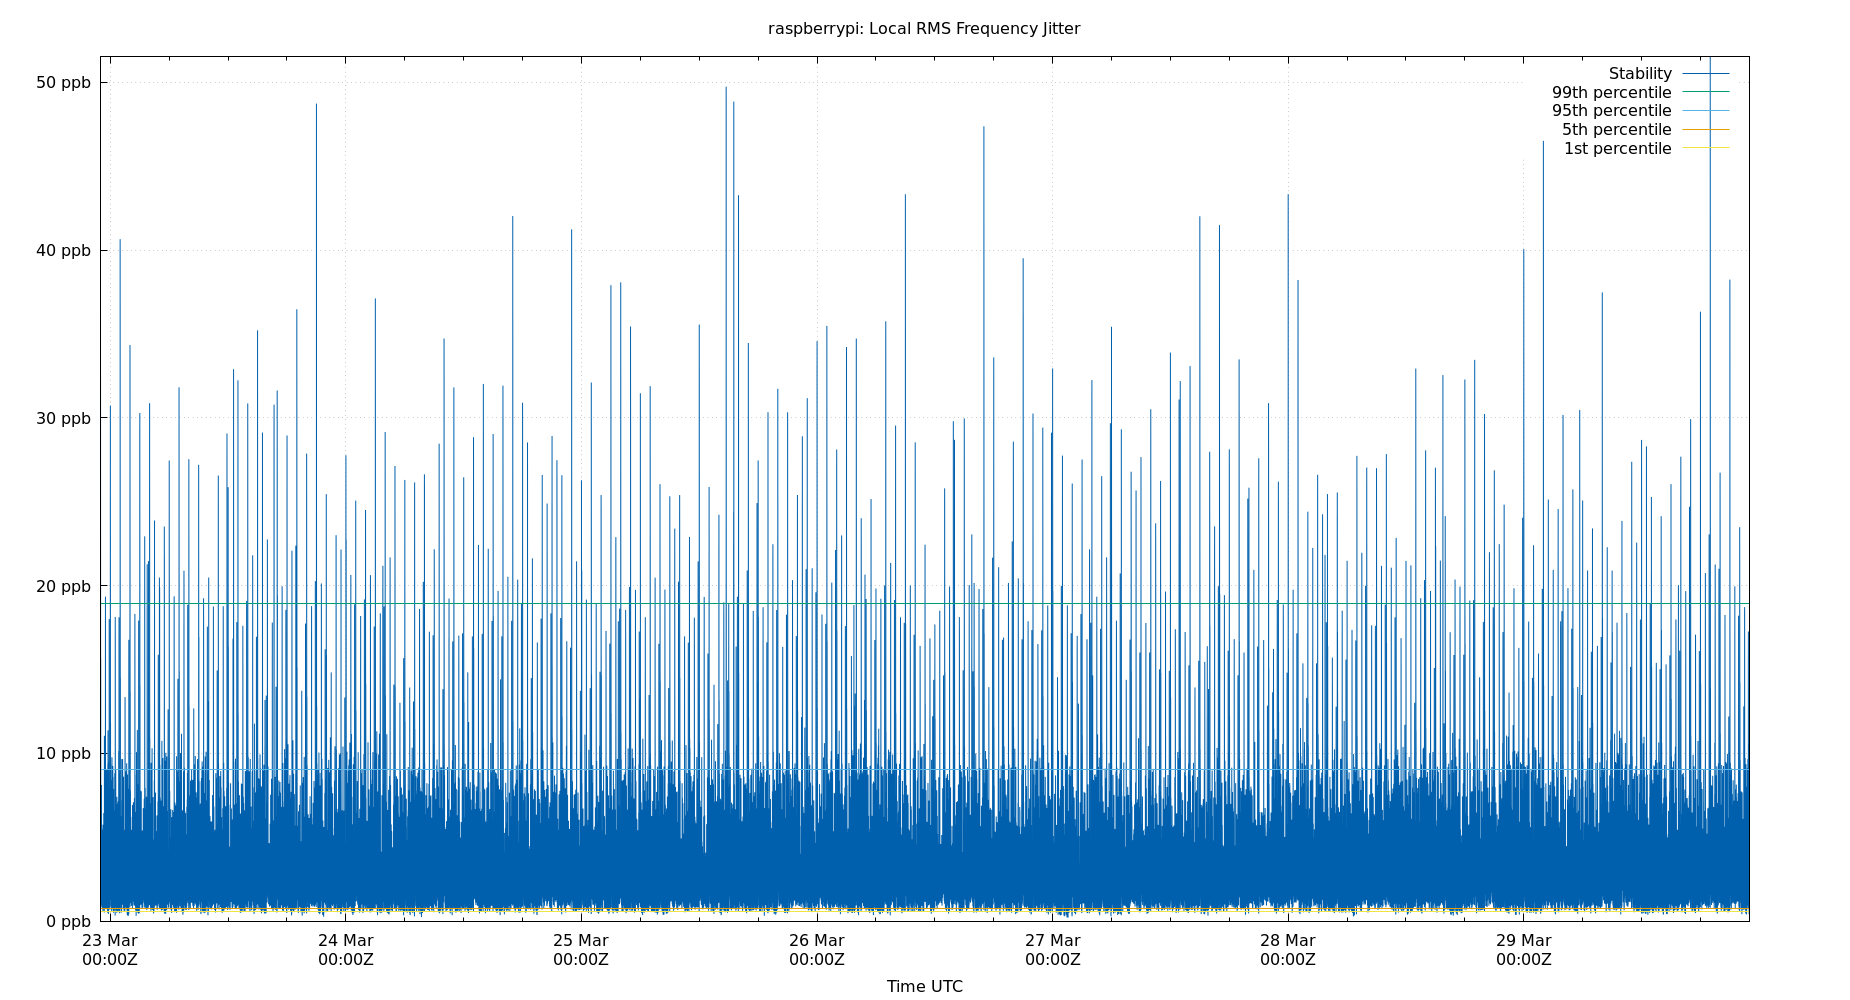 raspberrypi: Local RMS Frequency Jitter
50 ppb
40 ppb
30 ppb
20 ppb
10 ppb
0 ppb
Stability
99th percentile
95th percentile
5th percentile
1st percentile
23 Mar 24 Mar 25 Mar 26 Mar 27 Mar 28 Mar 29 Mar
00:00Z 00:00Z 00:00Z 00:00Z 00:00Z 00:00Z 00:00Z
Time UTC